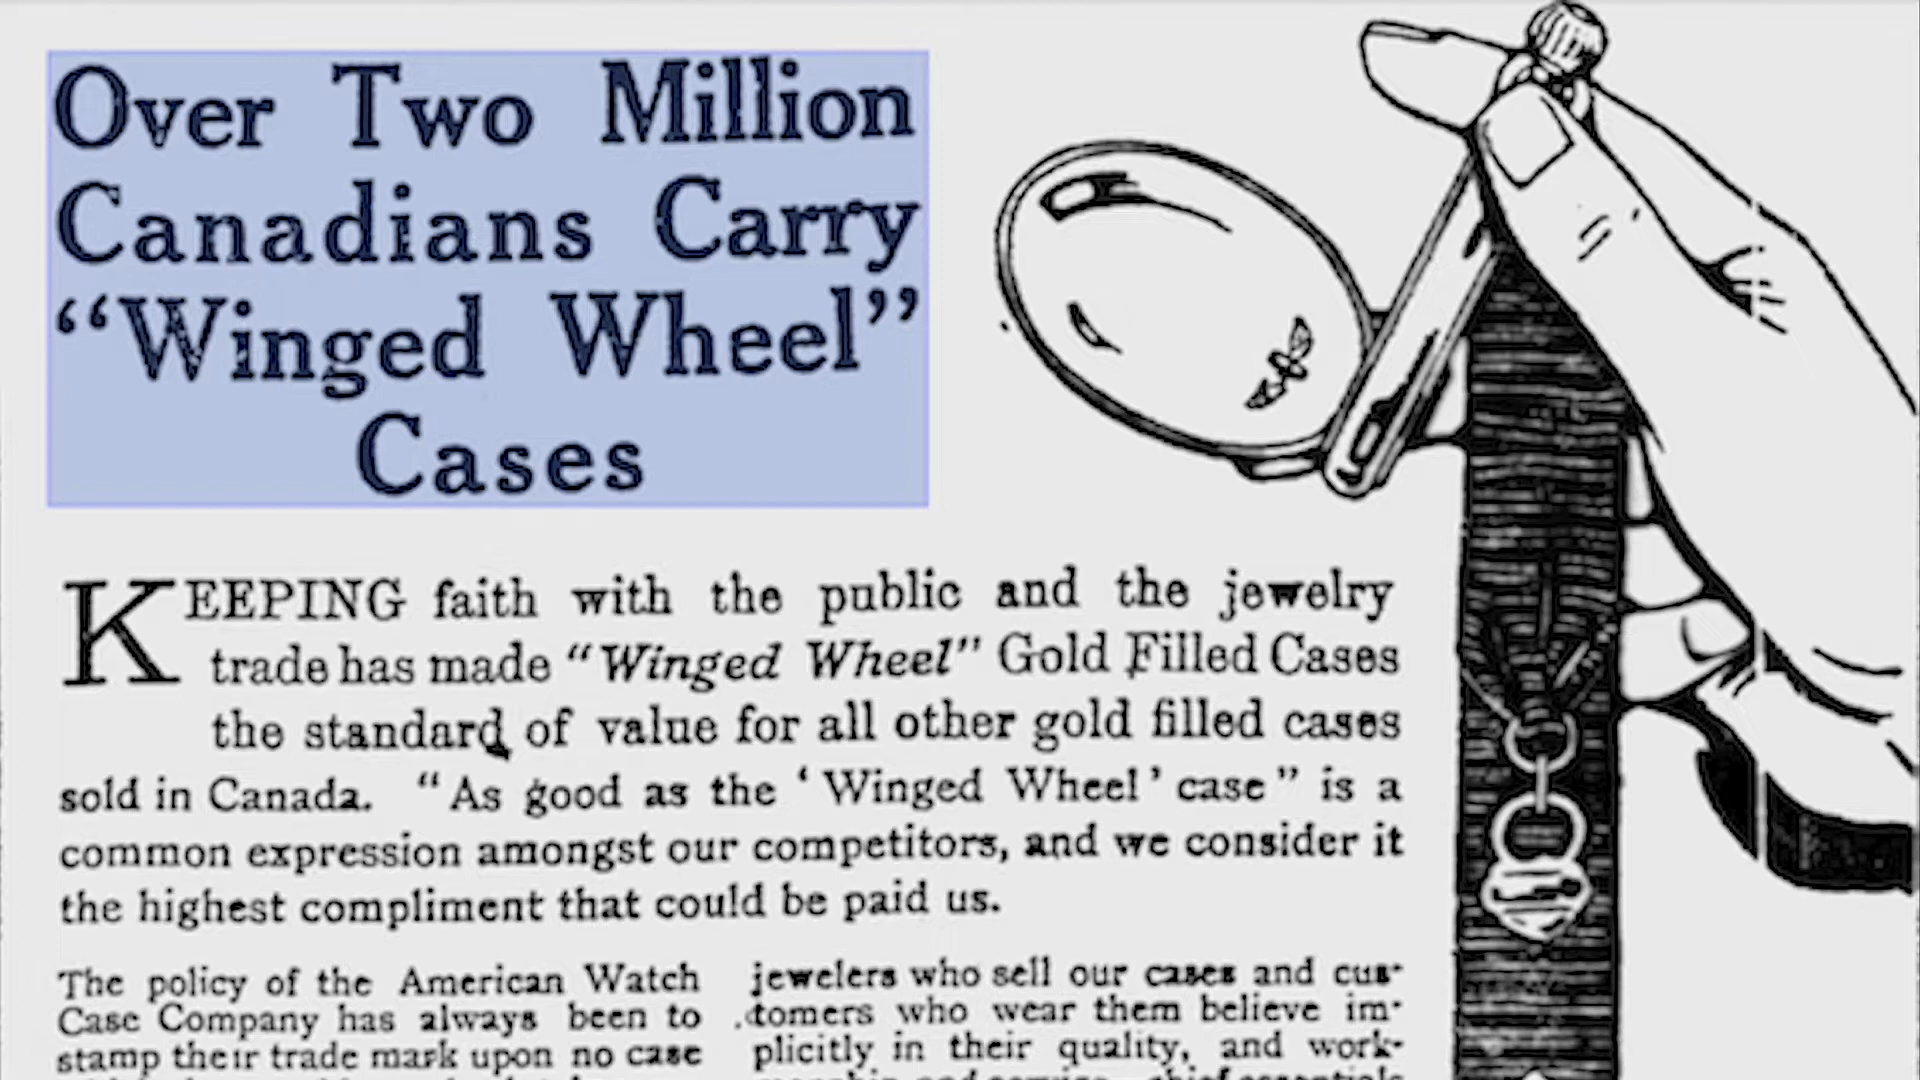 Over Two Million
Canadians Carry
“Winged Wheel”
Cases
KEEPING faith with the public and the jewelry
trade has made “Winged Wheel” Gold Filled Cases
the standard of value for all other gold filled cases
sold in Canada. “As good as the ‘Winged Wheel’ case” is a
common expression amongst our competitors, and we consider it
the highest compliment that could be paid us.
The policy of the American Watch
Case Company has always been to
stamp their trade mark upon no case
jewelers who sell our cases and cus-
tomers who wear them believe im-
plicitly in their quality, and work-